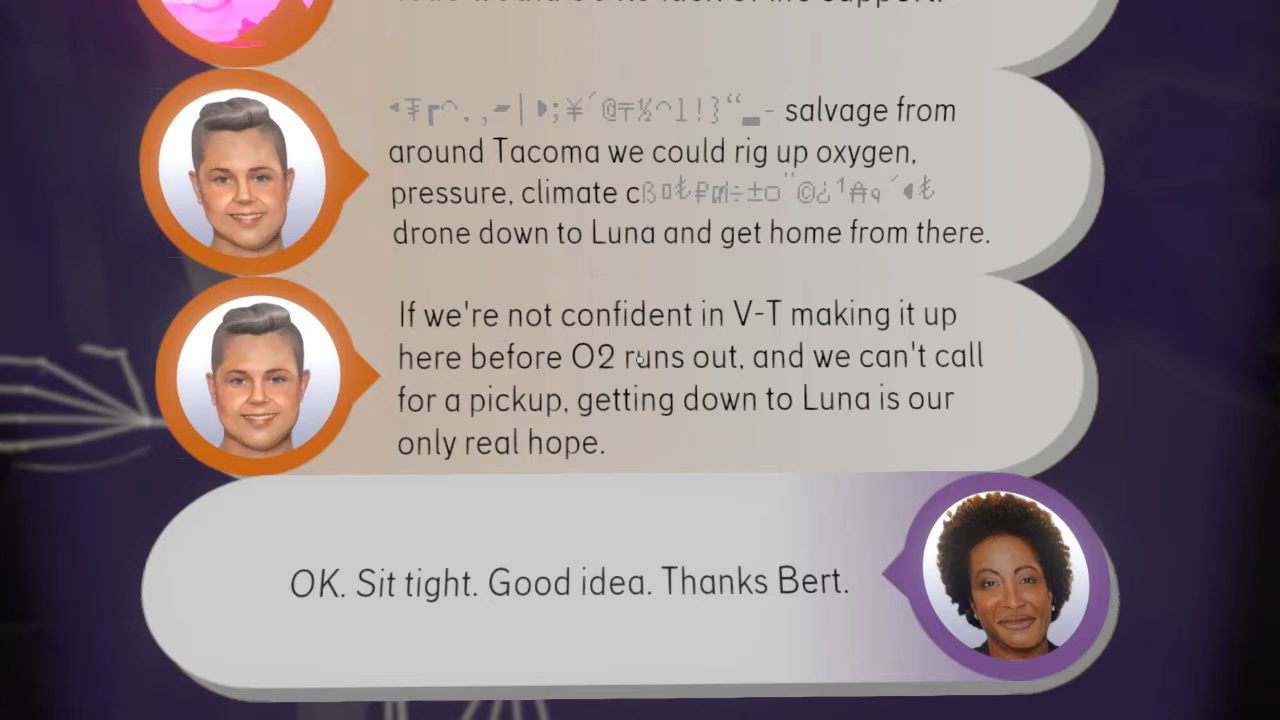 salvage from
around Tacoma we could rig up oxygen,
pressure, climate c
drone down to Luna and get home from there.
If we're not confident in V-T making it up
here before O2 runs out, and we can't call
for a pickup, getting down to Luna is our
only real hope.
OK. Sit tight. Good idea. Thanks Bert.